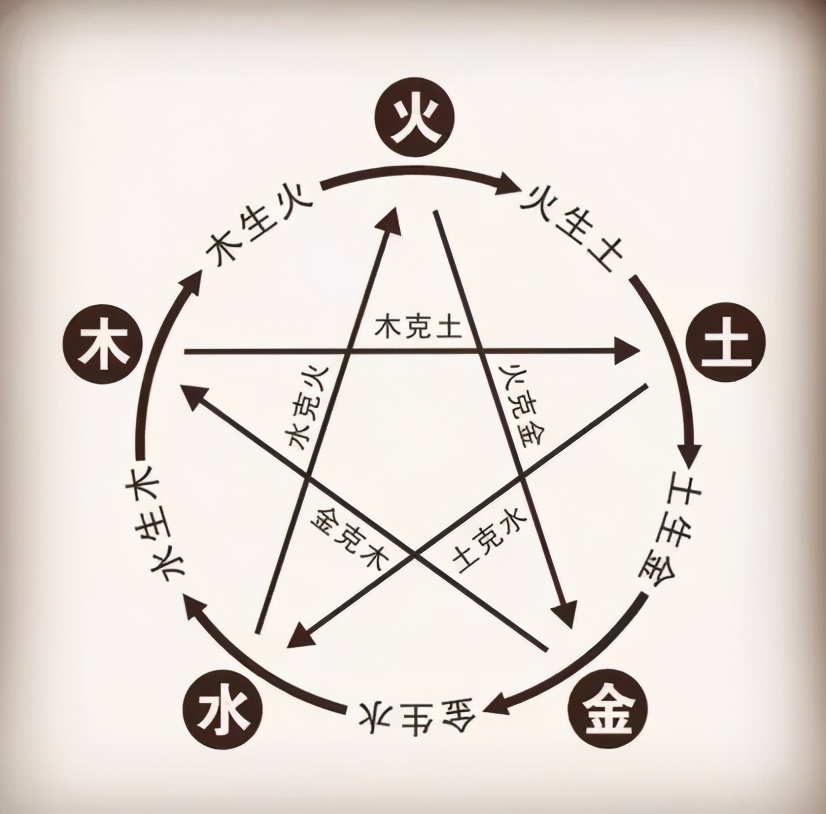 火
木生火
火生土
木
木克土
土
水克火
火克金
水生木
土生金
金克木
土克水
水
金生水
金